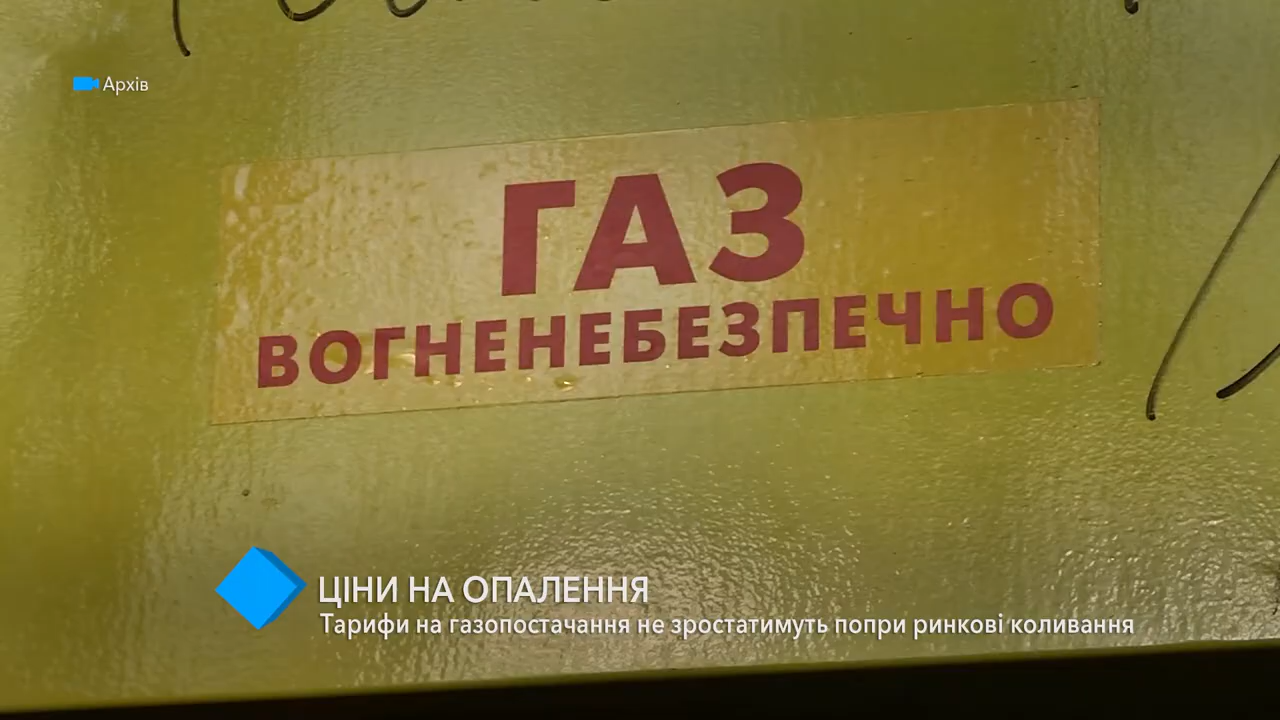 Архів
ГАЗ
ВОГНЕНЕБЕЗПЕЧНО
ЦІНИ НА ОПАЛЕННЯ
Тарифи на газопостачання не зростатимуть попри ринкові коливання